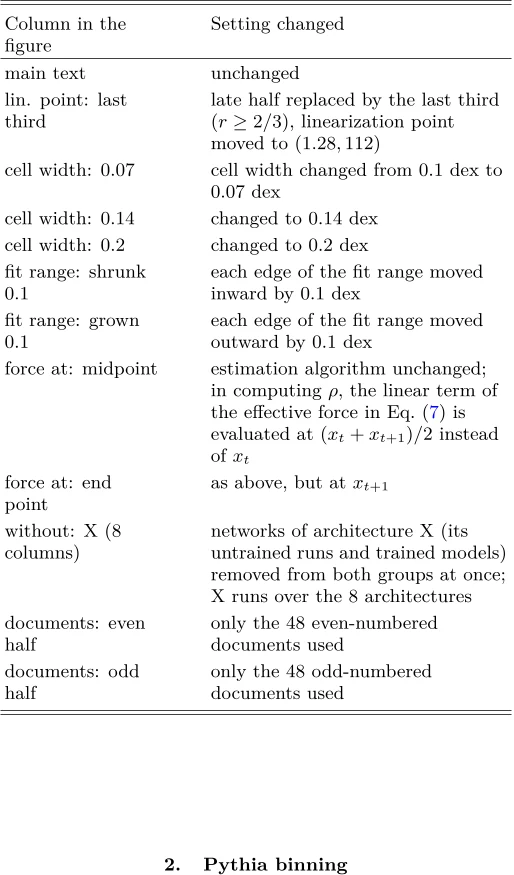 Column in the figure	Setting changed
main text	unchanged
lin. point: last third	late half replaced by the last third (r ≥ 2/3), linearization point moved to (1.28, 112)
cell width: 0.07	cell width changed from 0.1 dex to 0.07 dex
cell width: 0.14	changed to 0.14 dex
cell width: 0.2	changed to 0.2 dex
fit range: shrunk 0.1	each edge of the fit range moved inward by 0.1 dex
fit range: grown 0.1	each edge of the fit range moved outward by 0.1 dex
force at: midpoint	estimation algorithm unchanged; in computing ρ, the linear term of the effective force in Eq. (7) is evaluated at (x_t + x_{t+1})/2 instead of x_t
force at: end point	as above, but at x_{t+1}
without: X (8 columns)	networks of architecture X (its untrained runs and trained models) removed from both groups at once; X runs over the 8 architectures
documents: even half	only the 48 even-numbered documents used
documents: odd half	only the 48 odd-numbered documents used
2. Pythia binning